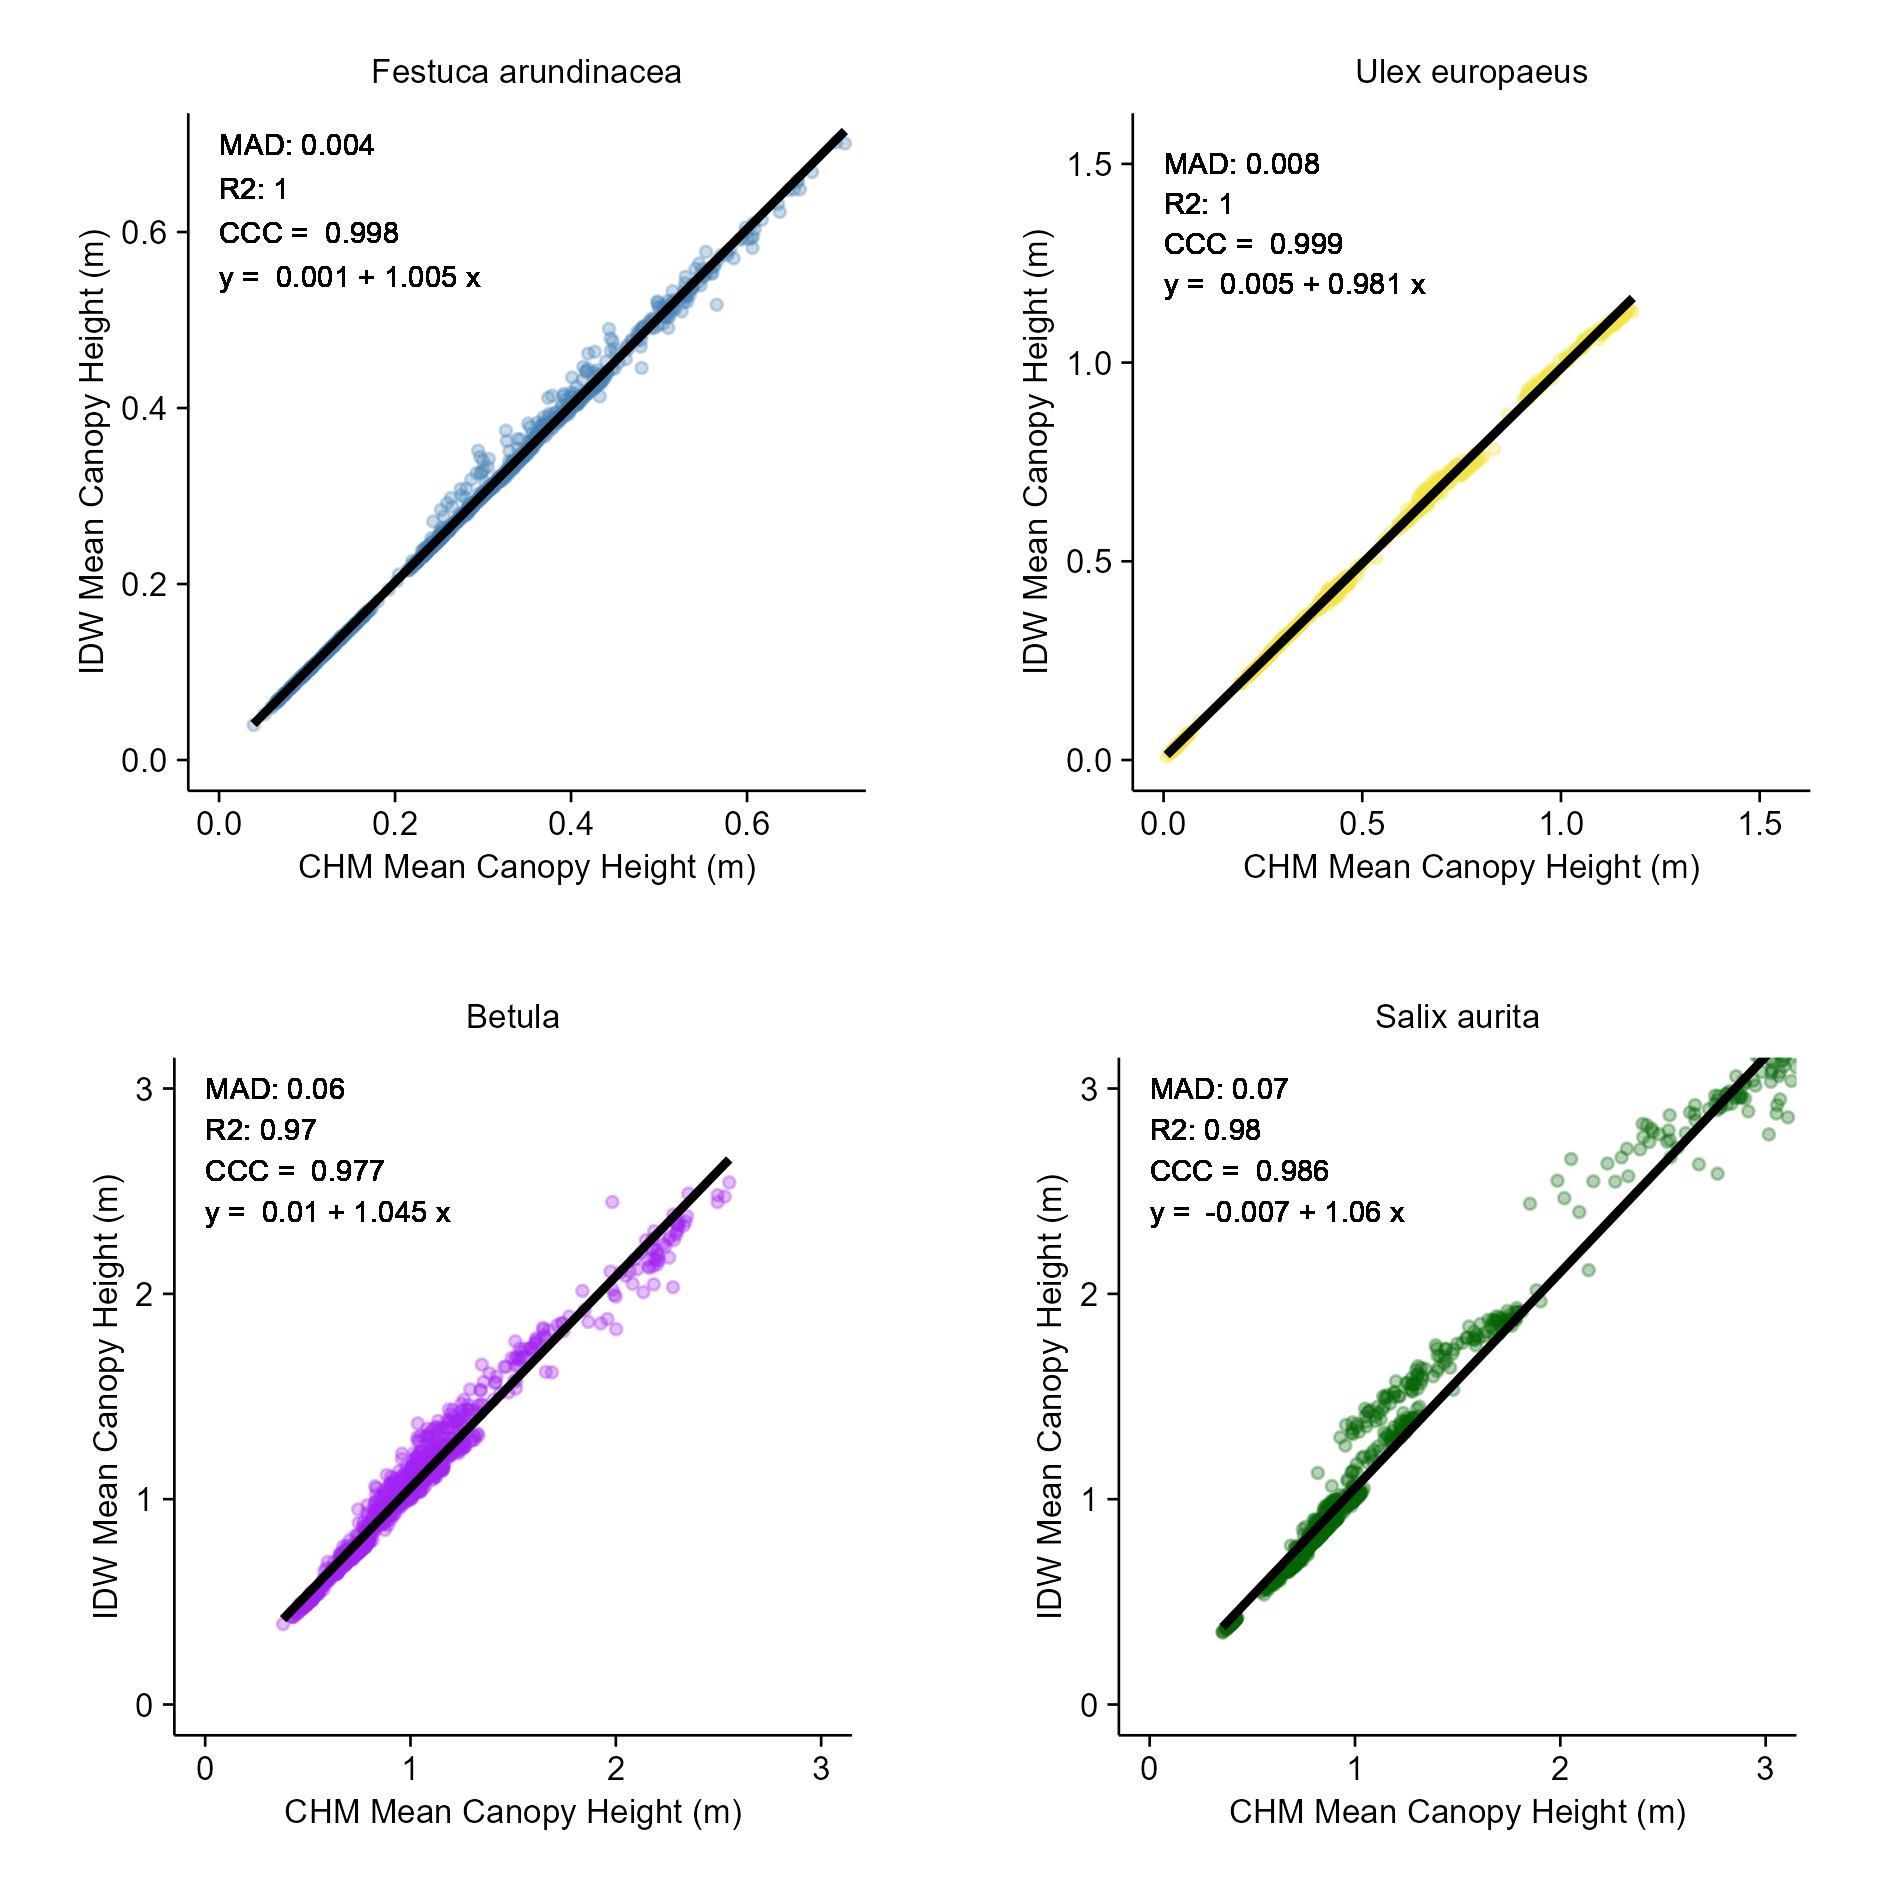 Festuca arundinacea
MAD: 0.004
R2: 1
CCC =  0.998
y =  0.001 + 1.005 x
IDW Mean Canopy Height (m)
0.6
0.4
0.2
0.0
0.0 0.2 0.4 0.6
CHM Mean Canopy Height (m)
Ulex europaeus
MAD: 0.008
R2: 1
CCC =  0.999
y =  0.005 + 0.981 x
IDW Mean Canopy Height (m)
1.5
1.0
0.5
0.0
0.0 0.5 1.0 1.5
CHM Mean Canopy Height (m)
Betula
MAD: 0.06
R2: 0.97
CCC =  0.977
y =  0.01 + 1.045 x
IDW Mean Canopy Height (m)
3
2
1
0
0 1 2 3
CHM Mean Canopy Height (m)
Salix aurita
MAD: 0.07
R2: 0.98
CCC =  0.986
y =  -0.007 + 1.06 x
IDW Mean Canopy Height (m)
3
2
1
0
0 1 2 3
CHM Mean Canopy Height (m)